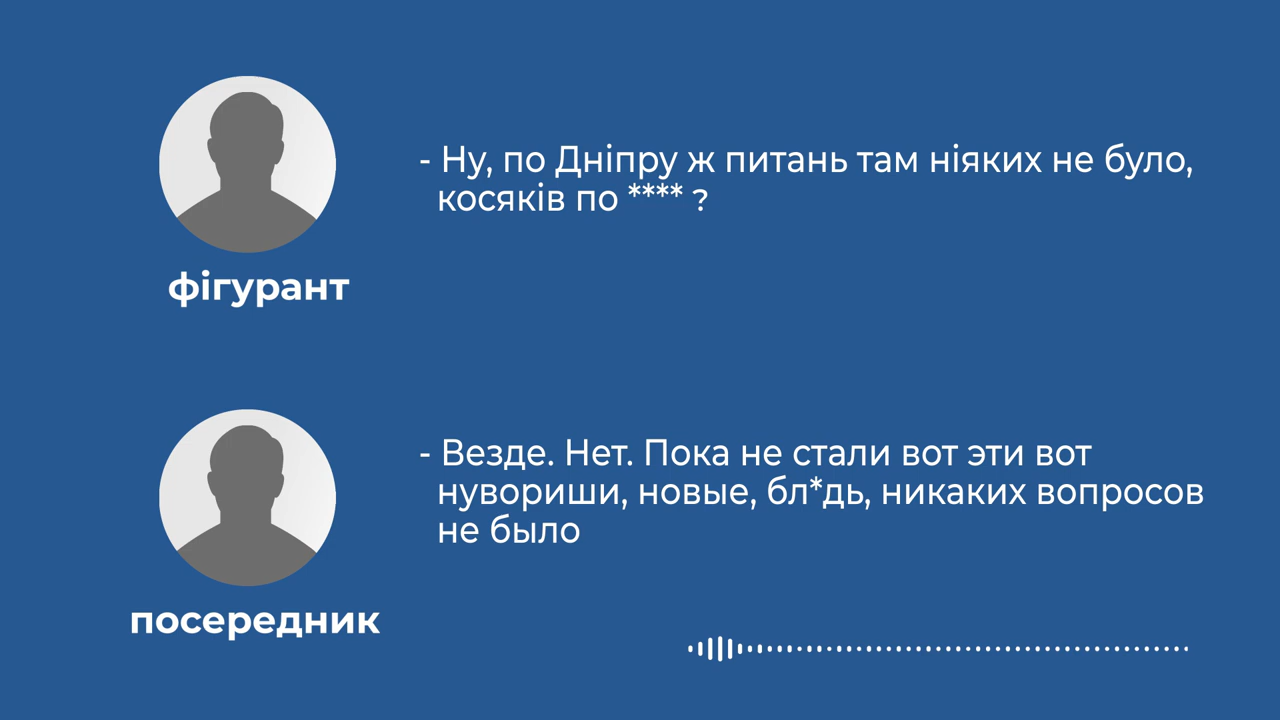 - Ну, по Дніпру ж питань там ніяких не було,
косяків по **** ?
фігурант
- Везде. Нет. Пока не стали вот эти вот
нувориши, новые, бл*дь, никаких вопросов
не было
посередник